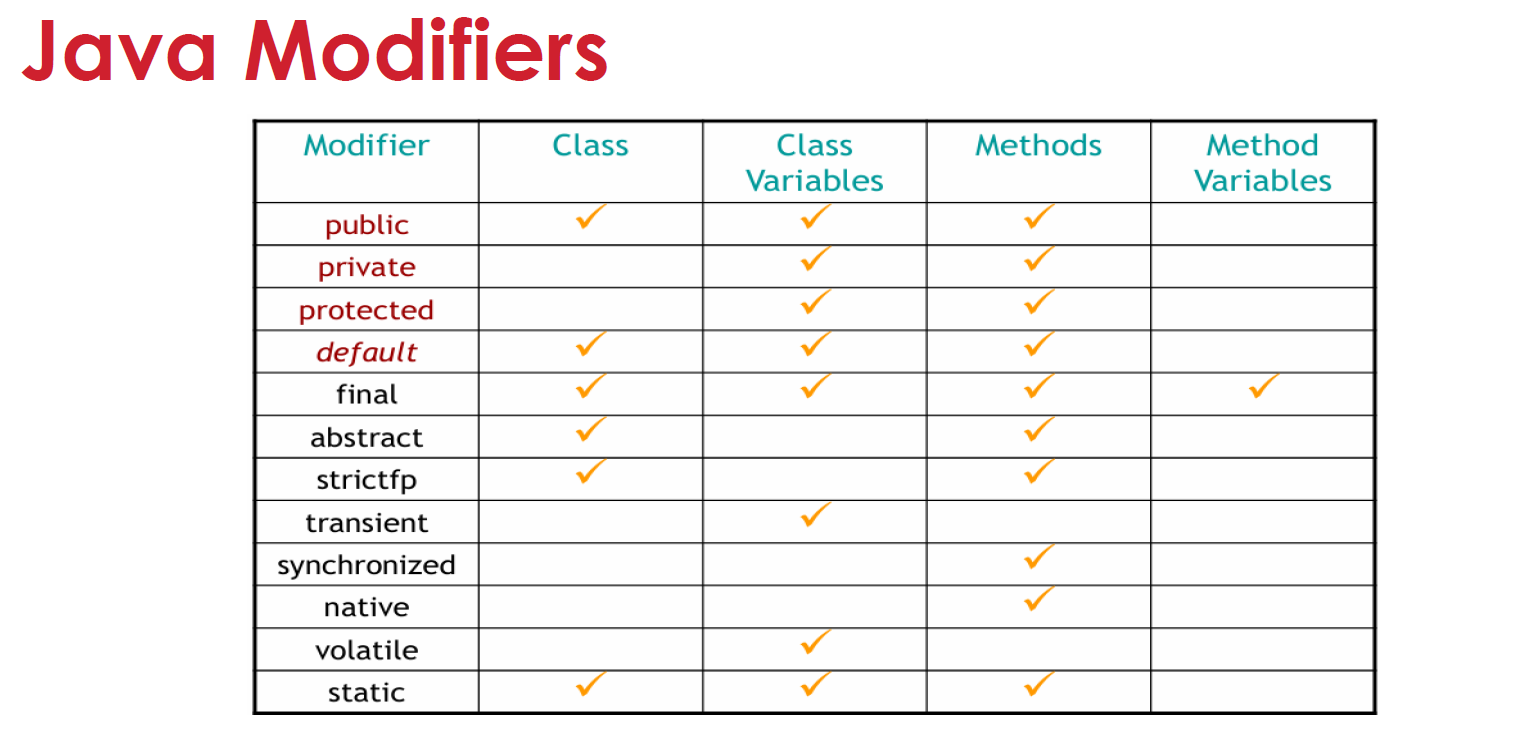 Java Modifiers
Modifier Class Class Variables Methods Method Variables
public ✓ ✓ ✓
private ✓ ✓
protected ✓ ✓
default ✓ ✓ ✓
final ✓ ✓ ✓ ✓
abstract ✓ ✓
strictfp ✓ ✓
transient ✓
synchronized ✓
native ✓
volatile ✓
static ✓ ✓ ✓